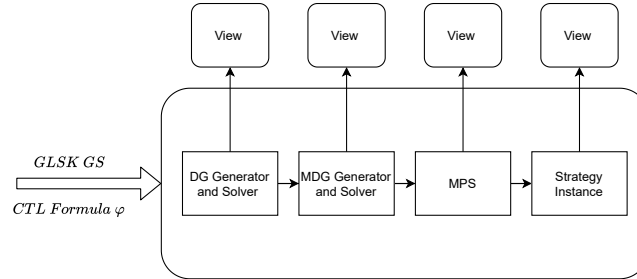 View
View
View
View
GLSK GS
CTL Formula φ
DG Generator
and Solver
MDG Generator
and Solver
MPS
Strategy
Instance